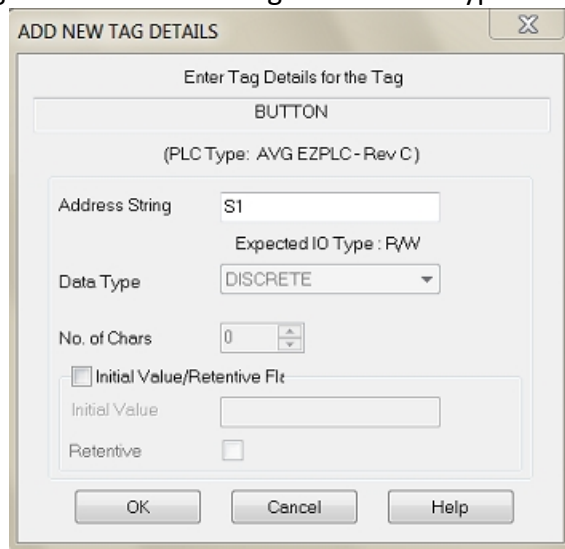 ADD NEW TAG DETAILS
Enter Tag Details for the Tag
BUTTON
(PLC Type: AVG EZPLC - Rev C )
Address String S1
Expected IO Type : R/W
Data Type DISCRETE
No. of Chars 0
Initial Value/Retentive Fla
Initial Value
Retentive
OK Cancel Help